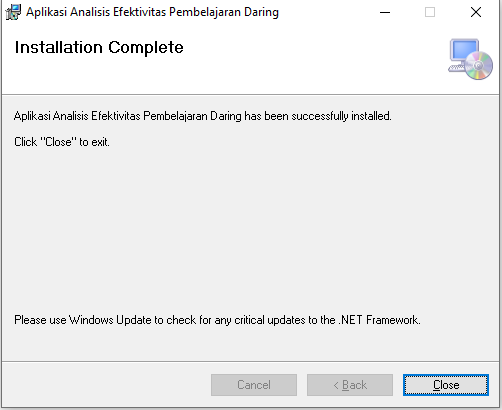 Aplikasi Analisis Efektivitas Pembelajaran Daring
Installation Complete
Aplikasi Analisis Efektivitas Pembelajaran Daring has been successfully installed.
Click "Close" to exit.
Please use Windows Update to check for any critical updates to the .NET Framework.
Cancel
< Back
Close